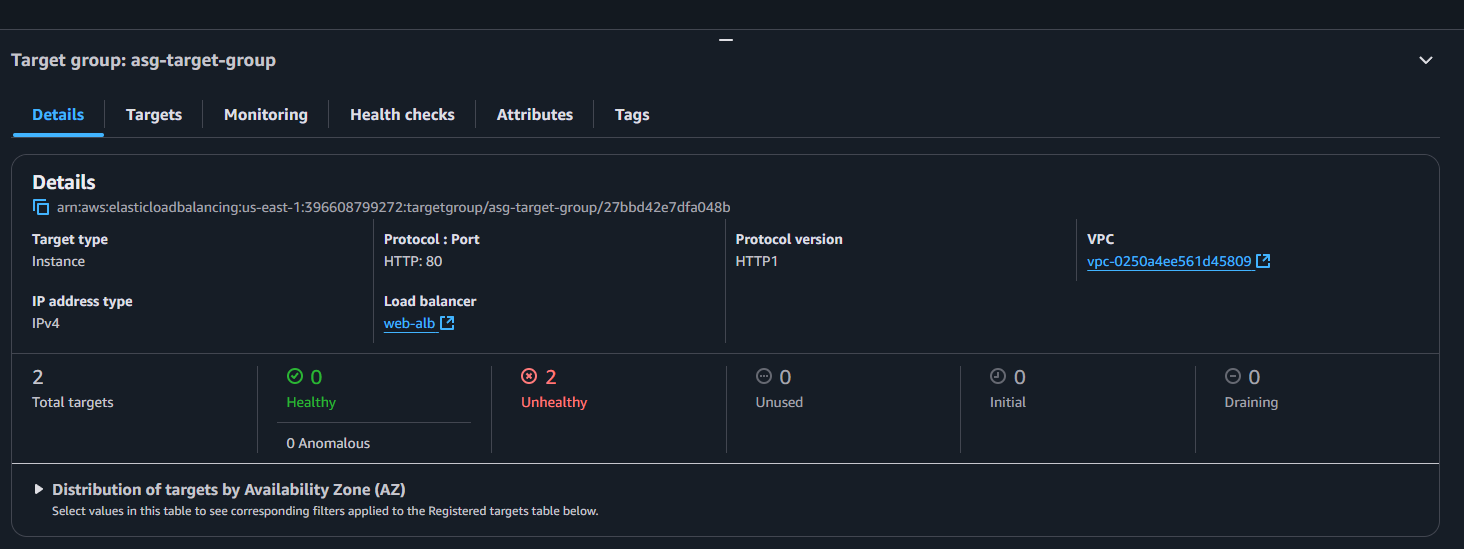 Target group: asg-target-group
Details
Targets
Monitoring
Health checks
Attributes
Tags
Details
arn:aws:elasticloadbalancing:us-east-1:396608799272:targetgroup/asg-target-group/27bbd42e7dfa048b
Target type
Instance
Protocol : Port
HTTP: 80
Protocol version
HTTP1
VPC
vpc-0250a4ee561d45809
IP address type
IPv4
Load balancer
web-alb
2
Total targets
0
Healthy
0 Anomalous
2
Unhealthy
0
Unused
0
Initial
0
Draining
Distribution of targets by Availability Zone (AZ)
Select values in this table to see corresponding filters applied to the Registered targets table below.